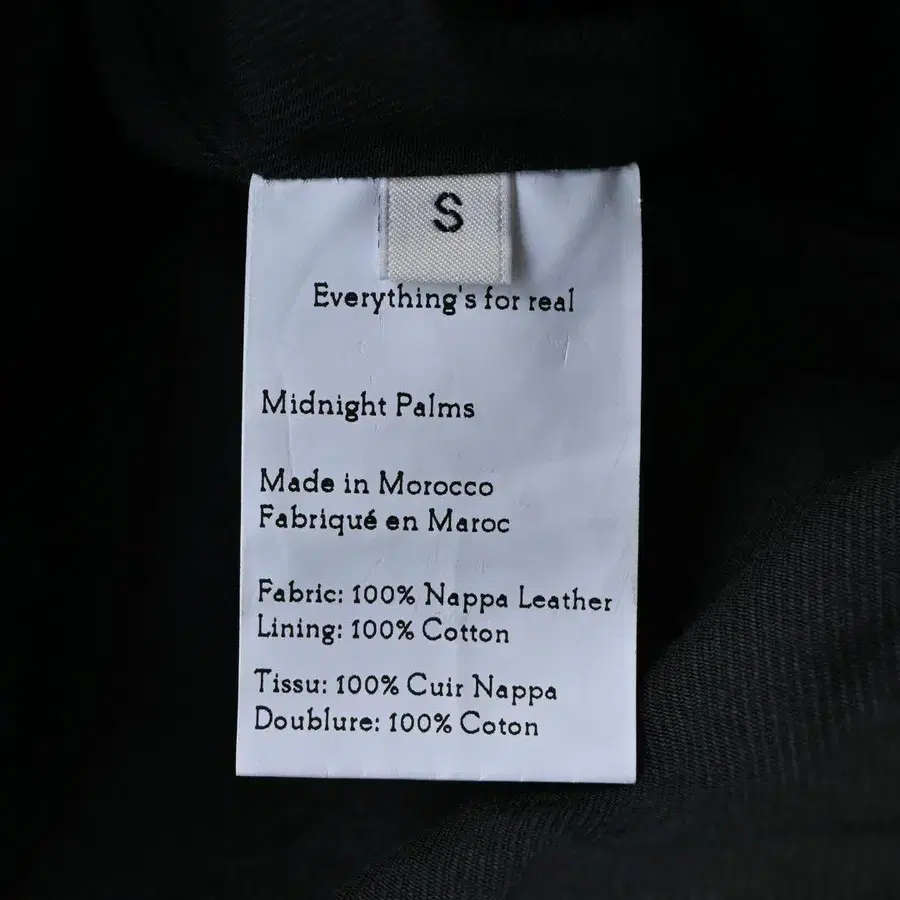 S
Everything's for real
Midnight Palms
Made in Morocco
Fabriqué en Maroc
Fabric: 100% Nappa Leather
Lining: 100% Cotton
Tissu: 100% Cuir Nappa
Doublure: 100% Coton